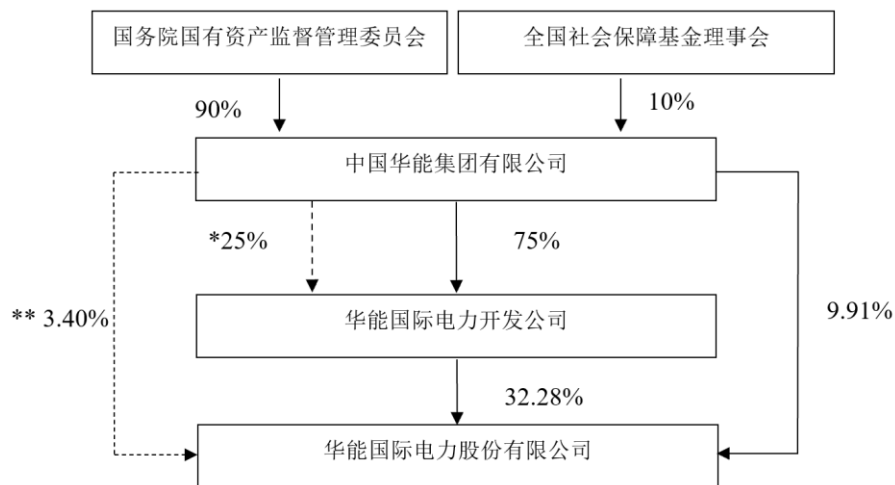 国务院国有资产监督管理委员会
全国社会保障基金理事会
90%
10%
中国华能集团有限公司
*25%
75%
** 3.40%
华能国际电力开发公司
9.91%
32.28%
华能国际电力股份有限公司